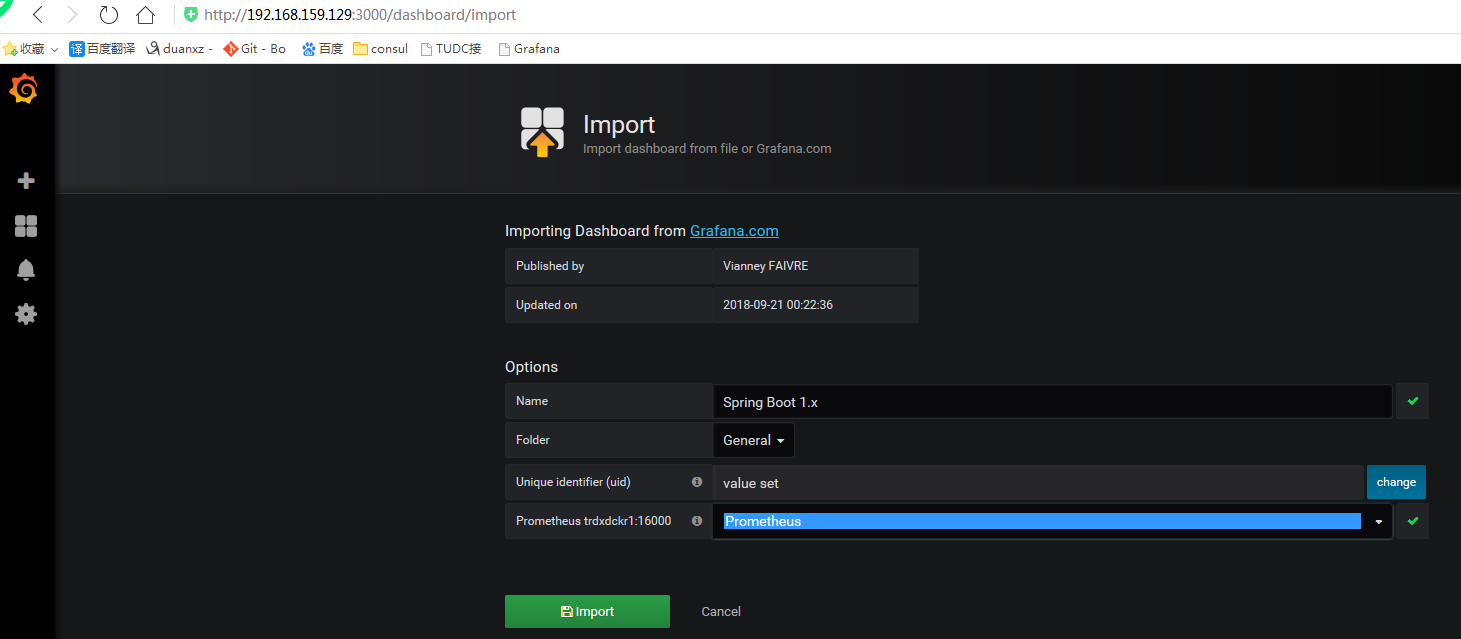 http://192.168.159.129:3000/dashboard/import
收藏 百度翻译 duanxz - Git - Bo 百度 consul TUDC接 Grafana
Import
Import dashboard from file or Grafana.com
Importing Dashboard from Grafana.com
Published by Vianney FAIVRE
Updated on 2018-09-21 00:22:36
Options
Name Spring Boot 1.x
Folder General
Unique identifier (uid) value set change
Prometheus trdxdckr1:16000 Prometheus
Import Cancel